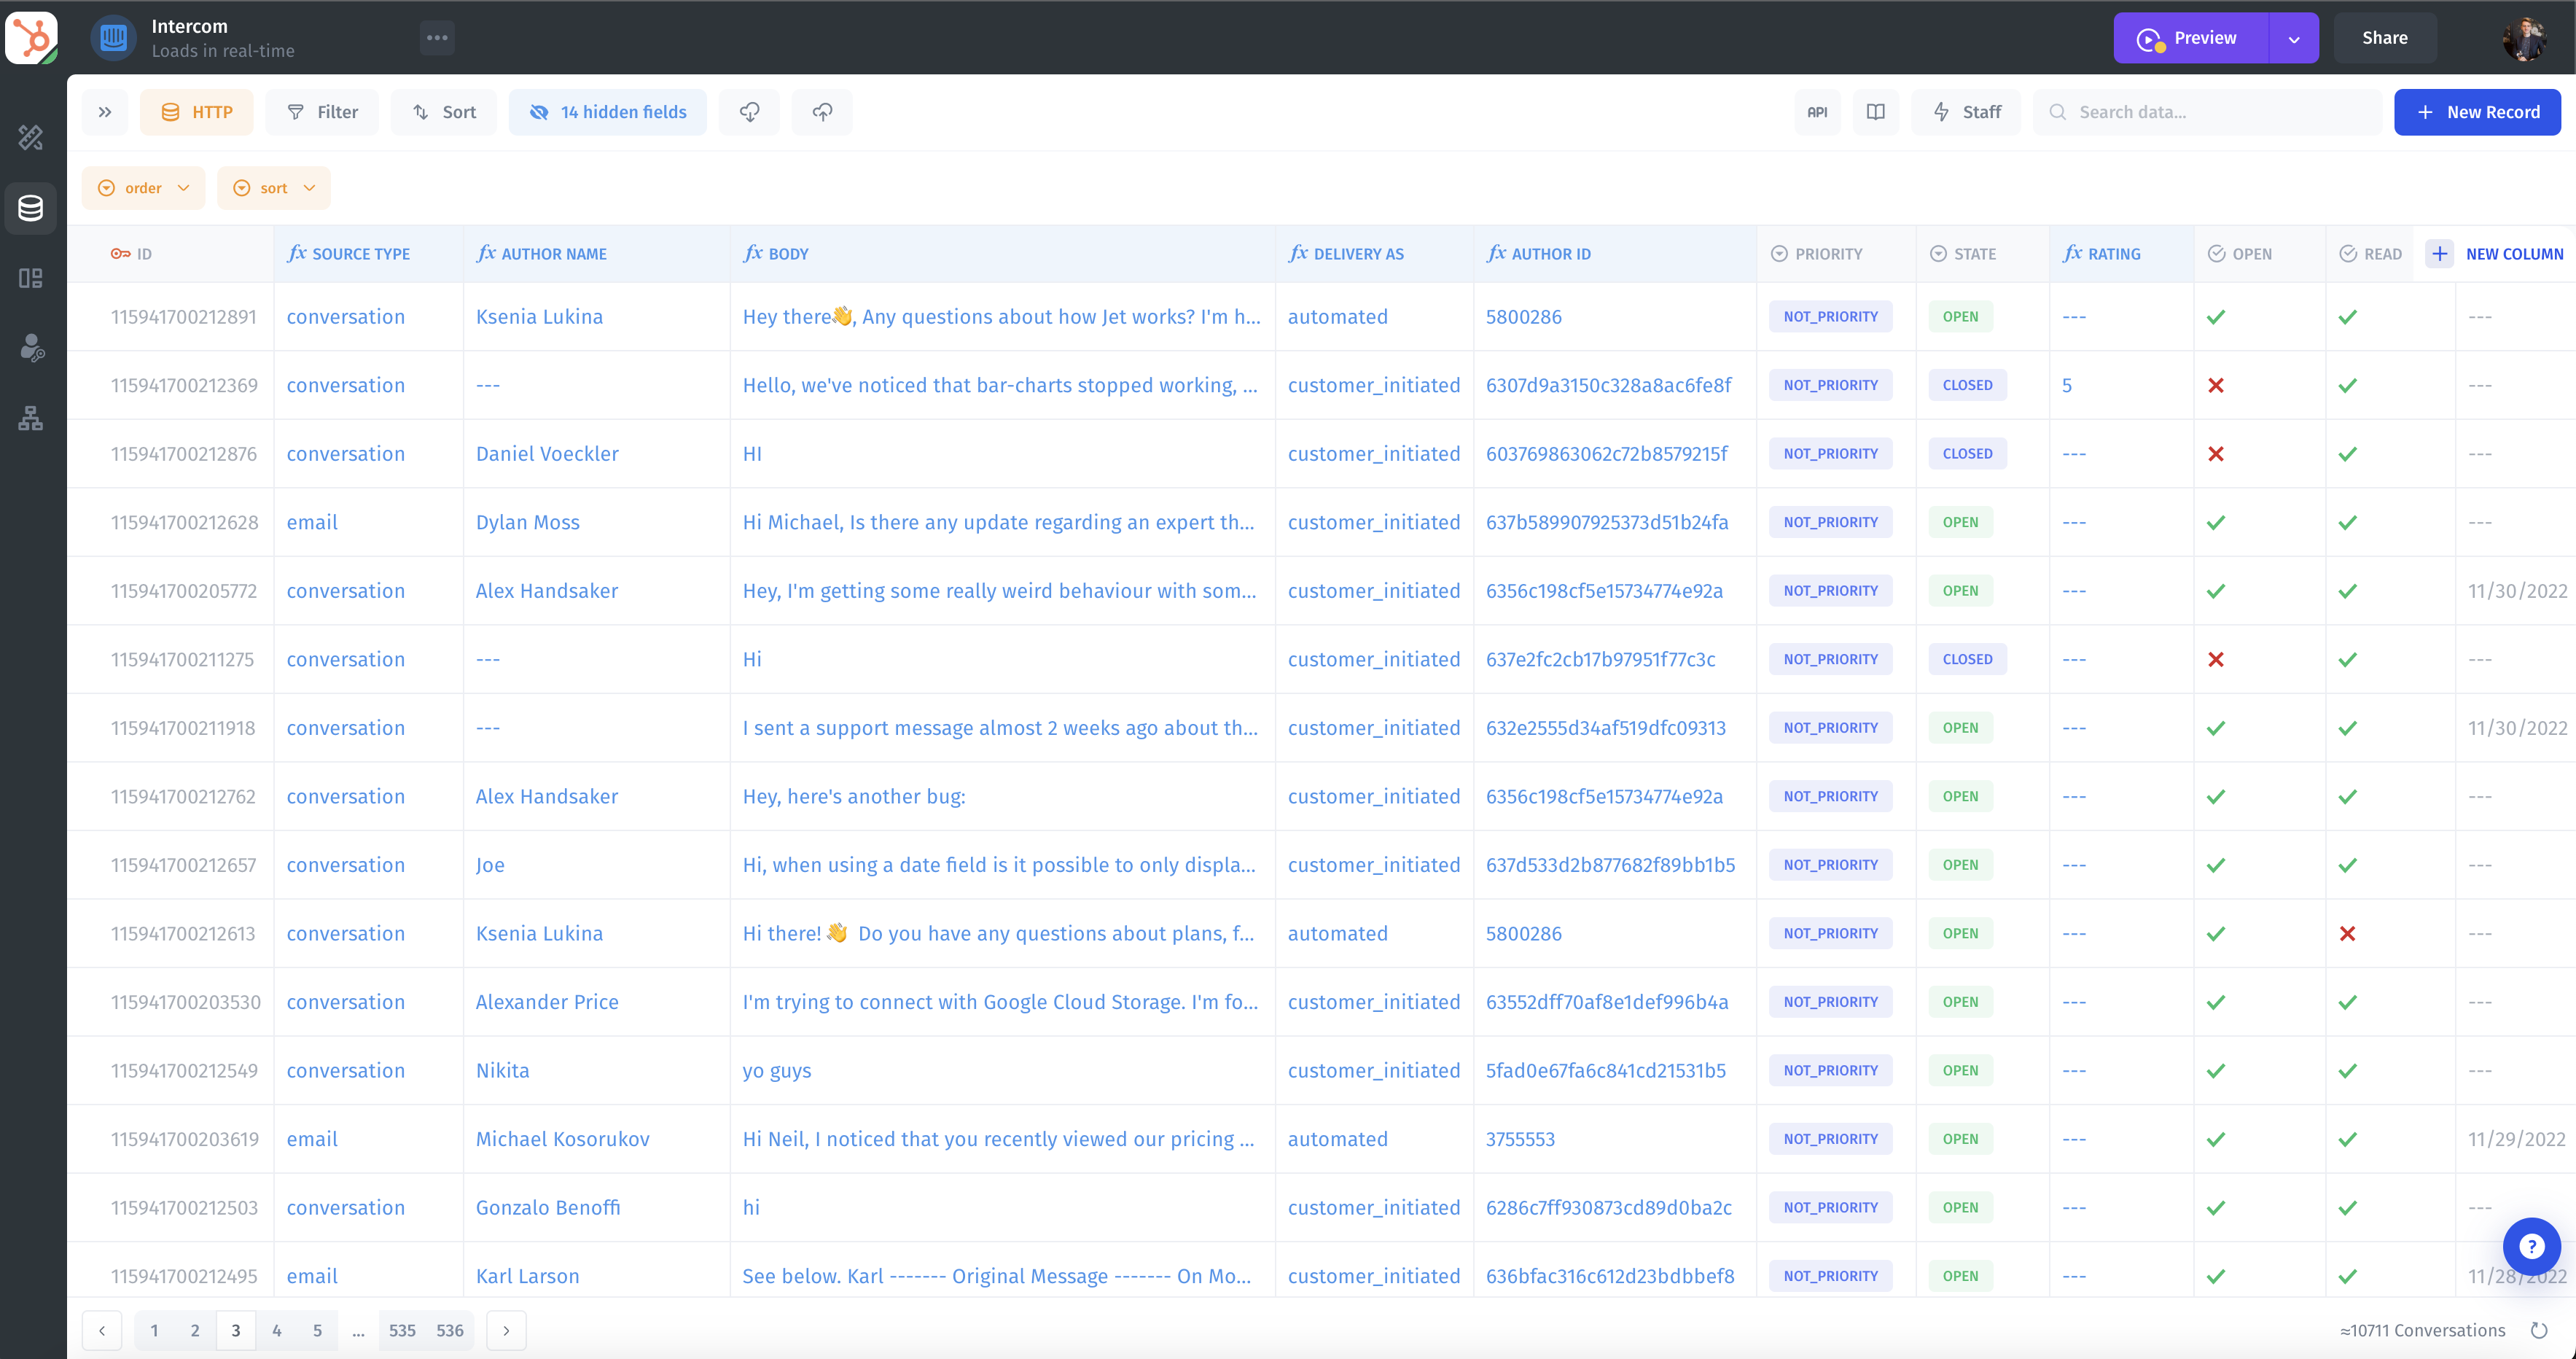 Intercom
Loads in real-time
Preview
Share
HTTP
Filter
Sort
14 hidden fields
API
Staff
Search data...
New Record
order
sort
ID fx SOURCE TYPE fx AUTHOR NAME fx BODY fx DELIVERY AS fx AUTHOR ID PRIORITY STATE fx RATING OPEN READ + NEW COLUMN
115941700212891 conversation Ksenia Lukina Hey there👋, Any questions about how Jet works? I'm h... automated 5800286 NOT_PRIORITY OPEN --- ---
115941700212369 conversation --- Hello, we've noticed that bar-charts stopped working, ... customer_initiated 6307d9a3150c328a8ac6fe8f NOT_PRIORITY CLOSED 5 ---
115941700212876 conversation Daniel Voeckler HI customer_initiated 603769863062c72b8579215f NOT_PRIORITY CLOSED --- ---
115941700212628 email Dylan Moss Hi Michael, Is there any update regarding an expert th... customer_initiated 637b589907925373d51b24fa NOT_PRIORITY OPEN --- ---
115941700205772 conversation Alex Handsaker Hey, I'm getting some really weird behaviour with som... customer_initiated 6356c198cf5e15734774e92a NOT_PRIORITY OPEN --- 11/30/2022
115941700211275 conversation --- Hi customer_initiated 637e2fc2cb17b97951f77c3c NOT_PRIORITY CLOSED --- ---
115941700211918 conversation --- I sent a support message almost 2 weeks ago about th... customer_initiated 632e2555d34af519dfc09313 NOT_PRIORITY OPEN --- 11/30/2022
115941700212762 conversation Alex Handsaker Hey, here's another bug: customer_initiated 6356c198cf5e15734774e92a NOT_PRIORITY OPEN --- ---
115941700212657 conversation Joe Hi, when using a date field is it possible to only displa... customer_initiated 637d533d2b877682f89bb1b5 NOT_PRIORITY OPEN --- ---
115941700212613 conversation Ksenia Lukina Hi there! 👋 Do you have any questions about plans, f... automated 5800286 NOT_PRIORITY OPEN --- ---
115941700203530 conversation Alexander Price I'm trying to connect with Google Cloud Storage. I'm fo... customer_initiated 63552dff70af8e1def996b4a NOT_PRIORITY OPEN --- ---
115941700212549 conversation Nikita yo guys customer_initiated 5fad0e67fa6c841cd21531b5 NOT_PRIORITY OPEN --- ---
115941700203619 email Michael Kosorukov Hi Neil, I noticed that you recently viewed our pricing ... automated 3755553 NOT_PRIORITY OPEN --- 11/29/2022
115941700212503 conversation Gonzalo Benoffi hi customer_initiated 6286c7ff930873cd89d0ba2c NOT_PRIORITY OPEN --- ---
115941700212495 email Karl Larson See below. Karl ------- Original Message ------- On Mo... customer_initiated 636bfac316c612d23bdbbef8 NOT_PRIORITY OPEN --- 11/28/2022
1 2 3 4 5 ... 535 536
≈10711 Conversations